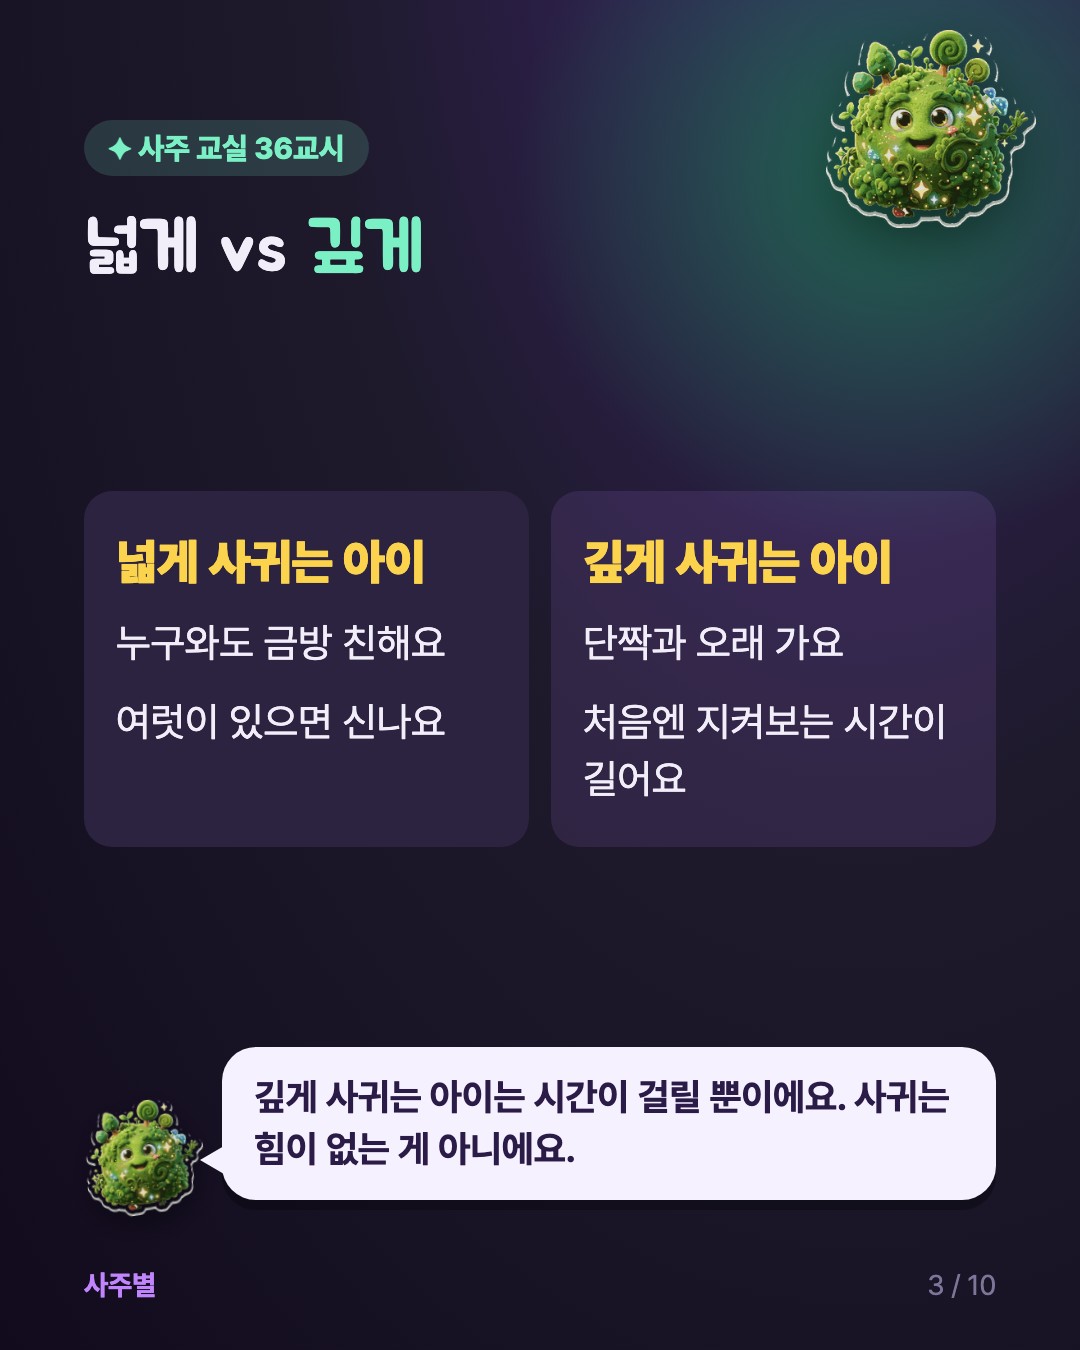 ✦ 사주 교실 36교시
넓게 vs 깊게
넓게 사귀는 아이
누구와도 금방 친해요
여럿이 있으면 신나요
깊게 사귀는 아이
단짝과 오래 가요
처음엔 지켜보는 시간이
길어요
깊게 사귀는 아이는 시간이 걸릴 뿐이에요. 사귀는
힘이 없는 게 아니에요.
사주별
3 / 10